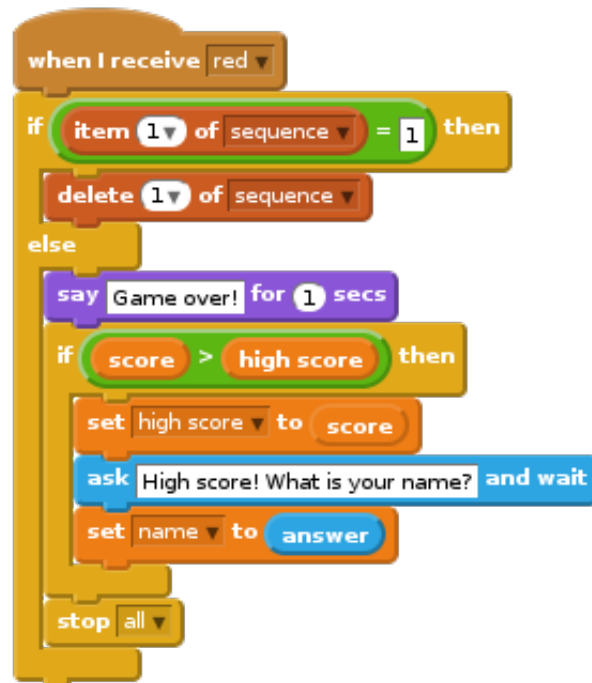 when I receive red
if item 1 of sequence = 1 then
delete 1 of sequence
else
say Game over! for 1 secs
if score > high score then
set high score to score
ask High score! What is your name? and wait
set name to answer
stop all